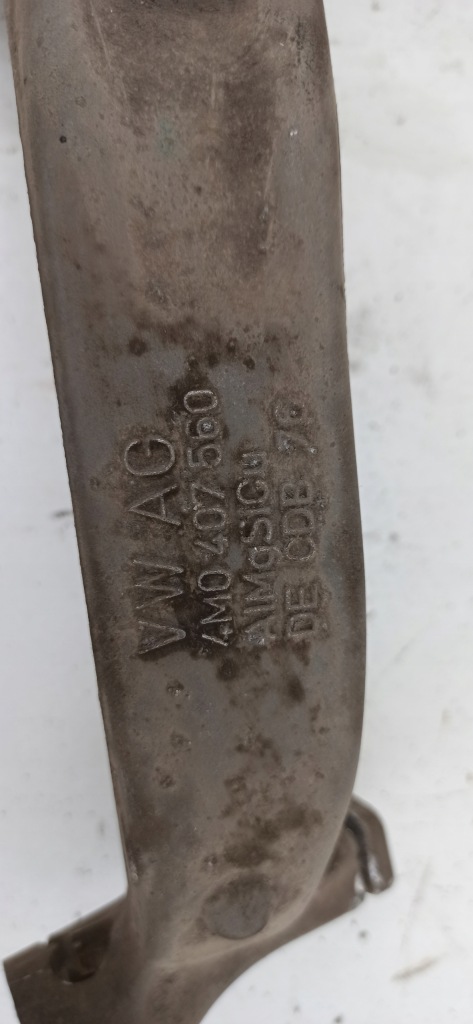 VW AG
4M0 407 560
AlMgSiCu
DE CDB 76